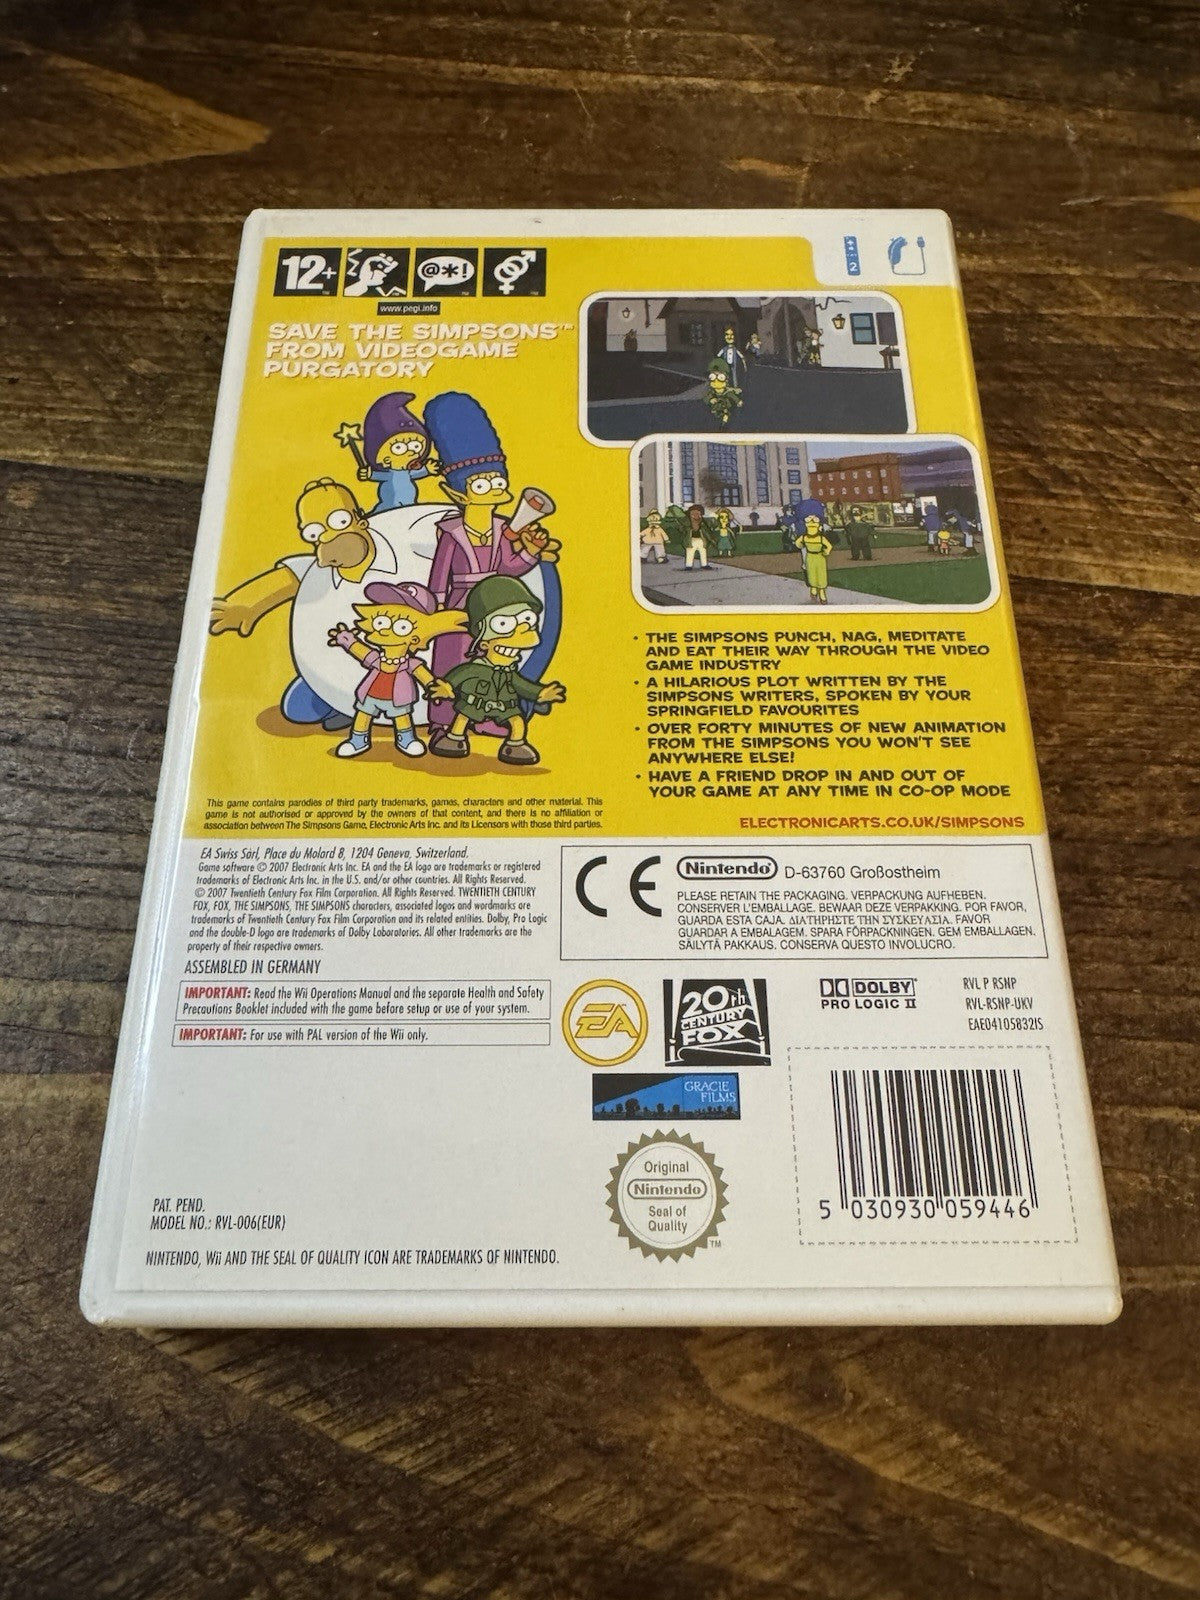 12+
@*!
www.pegi.info
2
SAVE THE SIMPSONS™
FROM VIDEOGAME
PURGATORY
• THE SIMPSONS PUNCH, NAG, MEDITATE
AND EAT THEIR WAY THROUGH THE VIDEO
GAME INDUSTRY
• A HILARIOUS PLOT WRITTEN BY THE
SIMPSONS WRITERS, SPOKEN BY YOUR
SPRINGFIELD FAVOURITES
• OVER FORTY MINUTES OF NEW ANIMATION
FROM THE SIMPSONS YOU WON'T SEE
ANYWHERE ELSE!
• HAVE A FRIEND DROP IN AND OUT OF
YOUR GAME AT ANY TIME IN CO-OP MODE
This game contains parodies of third party trademarks, games, characters and other material. This
game is not authorised or approved by the owners of that content, and there is no affiliation or
association between The Simpsons Game, Electronic Arts Inc. and its Licensors with those third parties.
ELECTRONICARTS.CO.UK/SIMPSONS
EA Swiss Sàrl, Place du Molard 8, 1204 Geneva, Switzerland.
Game software © 2007 Electronic Arts Inc. EA and the EA logo are trademarks or registered
trademarks of Electronic Arts Inc. in the U.S. and/or other countries. All Rights Reserved.
© 2007 Twentieth Century Fox Film Corporation. All Rights Reserved. TWENTIETH CENTURY
FOX, FOX, THE SIMPSONS, THE SIMPSONS characters, associated logos and wordmarks are
trademarks of Twentieth Century Fox Film Corporation and its related entities. Dolby, Pro Logic
and the double-D logo are trademarks of Dolby Laboratories. All other trademarks are the
property of their respective owners.
ASSEMBLED IN GERMANY
IMPORTANT: Read the Wii Operations Manual and the separate Health and Safety
Precautions Booklet included with the game before setup or use of your system.
IMPORTANT: For use with PAL version of the Wii only.
CE
Nintendo® D-63760 Großostheim
PLEASE RETAIN THE PACKAGING. VERPACKUNG AUFHEBEN.
CONSERVER L'EMBALLAGE. BEWAAR DEZE VERPAKKING. POR FAVOR,
GUARDA ESTA CAJA. ΔΙΑΤΗΡΗΣΤΕ ΤΗΝ ΣΥΣΚΕΥΑΣΙΑ. FAVOR
GUARDAR A EMBALAGEM. SPARA FÖRPACKNINGEN. GEM EMBALLAGEN.
SÄILYTÄ PAKKAUS. CONSERVA QUESTO INVOLUCRO.
EA
20th
CENTURY
FOX
DOLBY
PRO LOGIC II
RVL P RSNP
RVL-RSNP-UKV
EAE04105832IS
GRACIE
FILMS
Original
Nintendo
Seal of
Quality
TM
5 030930 059446
PAT. PEND.
MODEL NO.: RVL-006(EUR)
NINTENDO, Wii AND THE SEAL OF QUALITY ICON ARE TRADEMARKS OF NINTENDO.